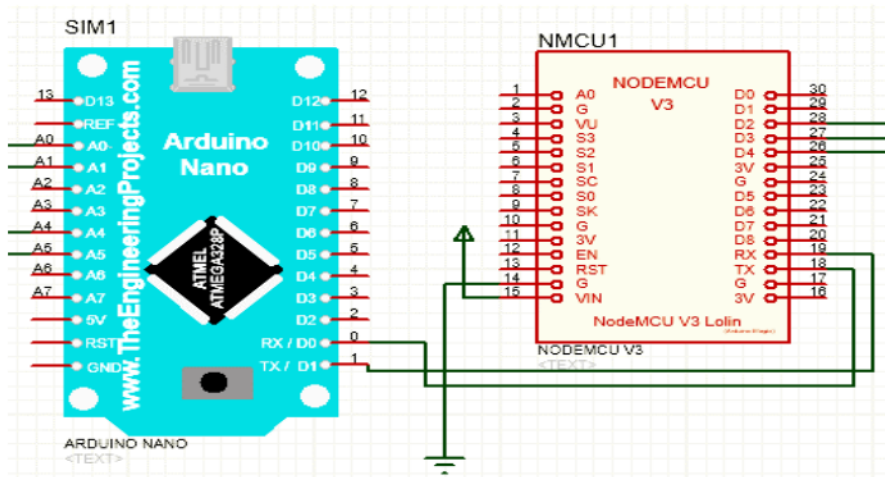 SIM1
www.TheEngineeringProjects.com
Arduino
Nano
ATMEL
ATMEGA328P
13 D13
REF
A0 A0
A1 A1
A2 A2
A3 A3
A4 A4
A5 A5
A6 A6
A7 A7
5V
RST
GND
D12 12
D11 11
D10 10
D9 9
D8 8
D7 7
D6 6
D5 5
D4 4
D3 3
D2 2
RX / D0 0
TX / D1 1
ARDUINO NANO
<TEXT>
NMCU1
NODEMCU
V3
1 A0
2 G
3 VU
4 S3
5 S2
6 S1
7 SC
8 S0
9 SK
10 G
11 3V
12 EN
13 RST
14 G
15 VIN
D0 30
D1 29
D2 28
D3 27
D4 26
3V 25
G 24
D5 23
D6 22
D7 21
D8 20
RX 19
TX 18
G 17
3V 16
NodeMCU V3 Lolin
NODEMCU V3
<TEXT>